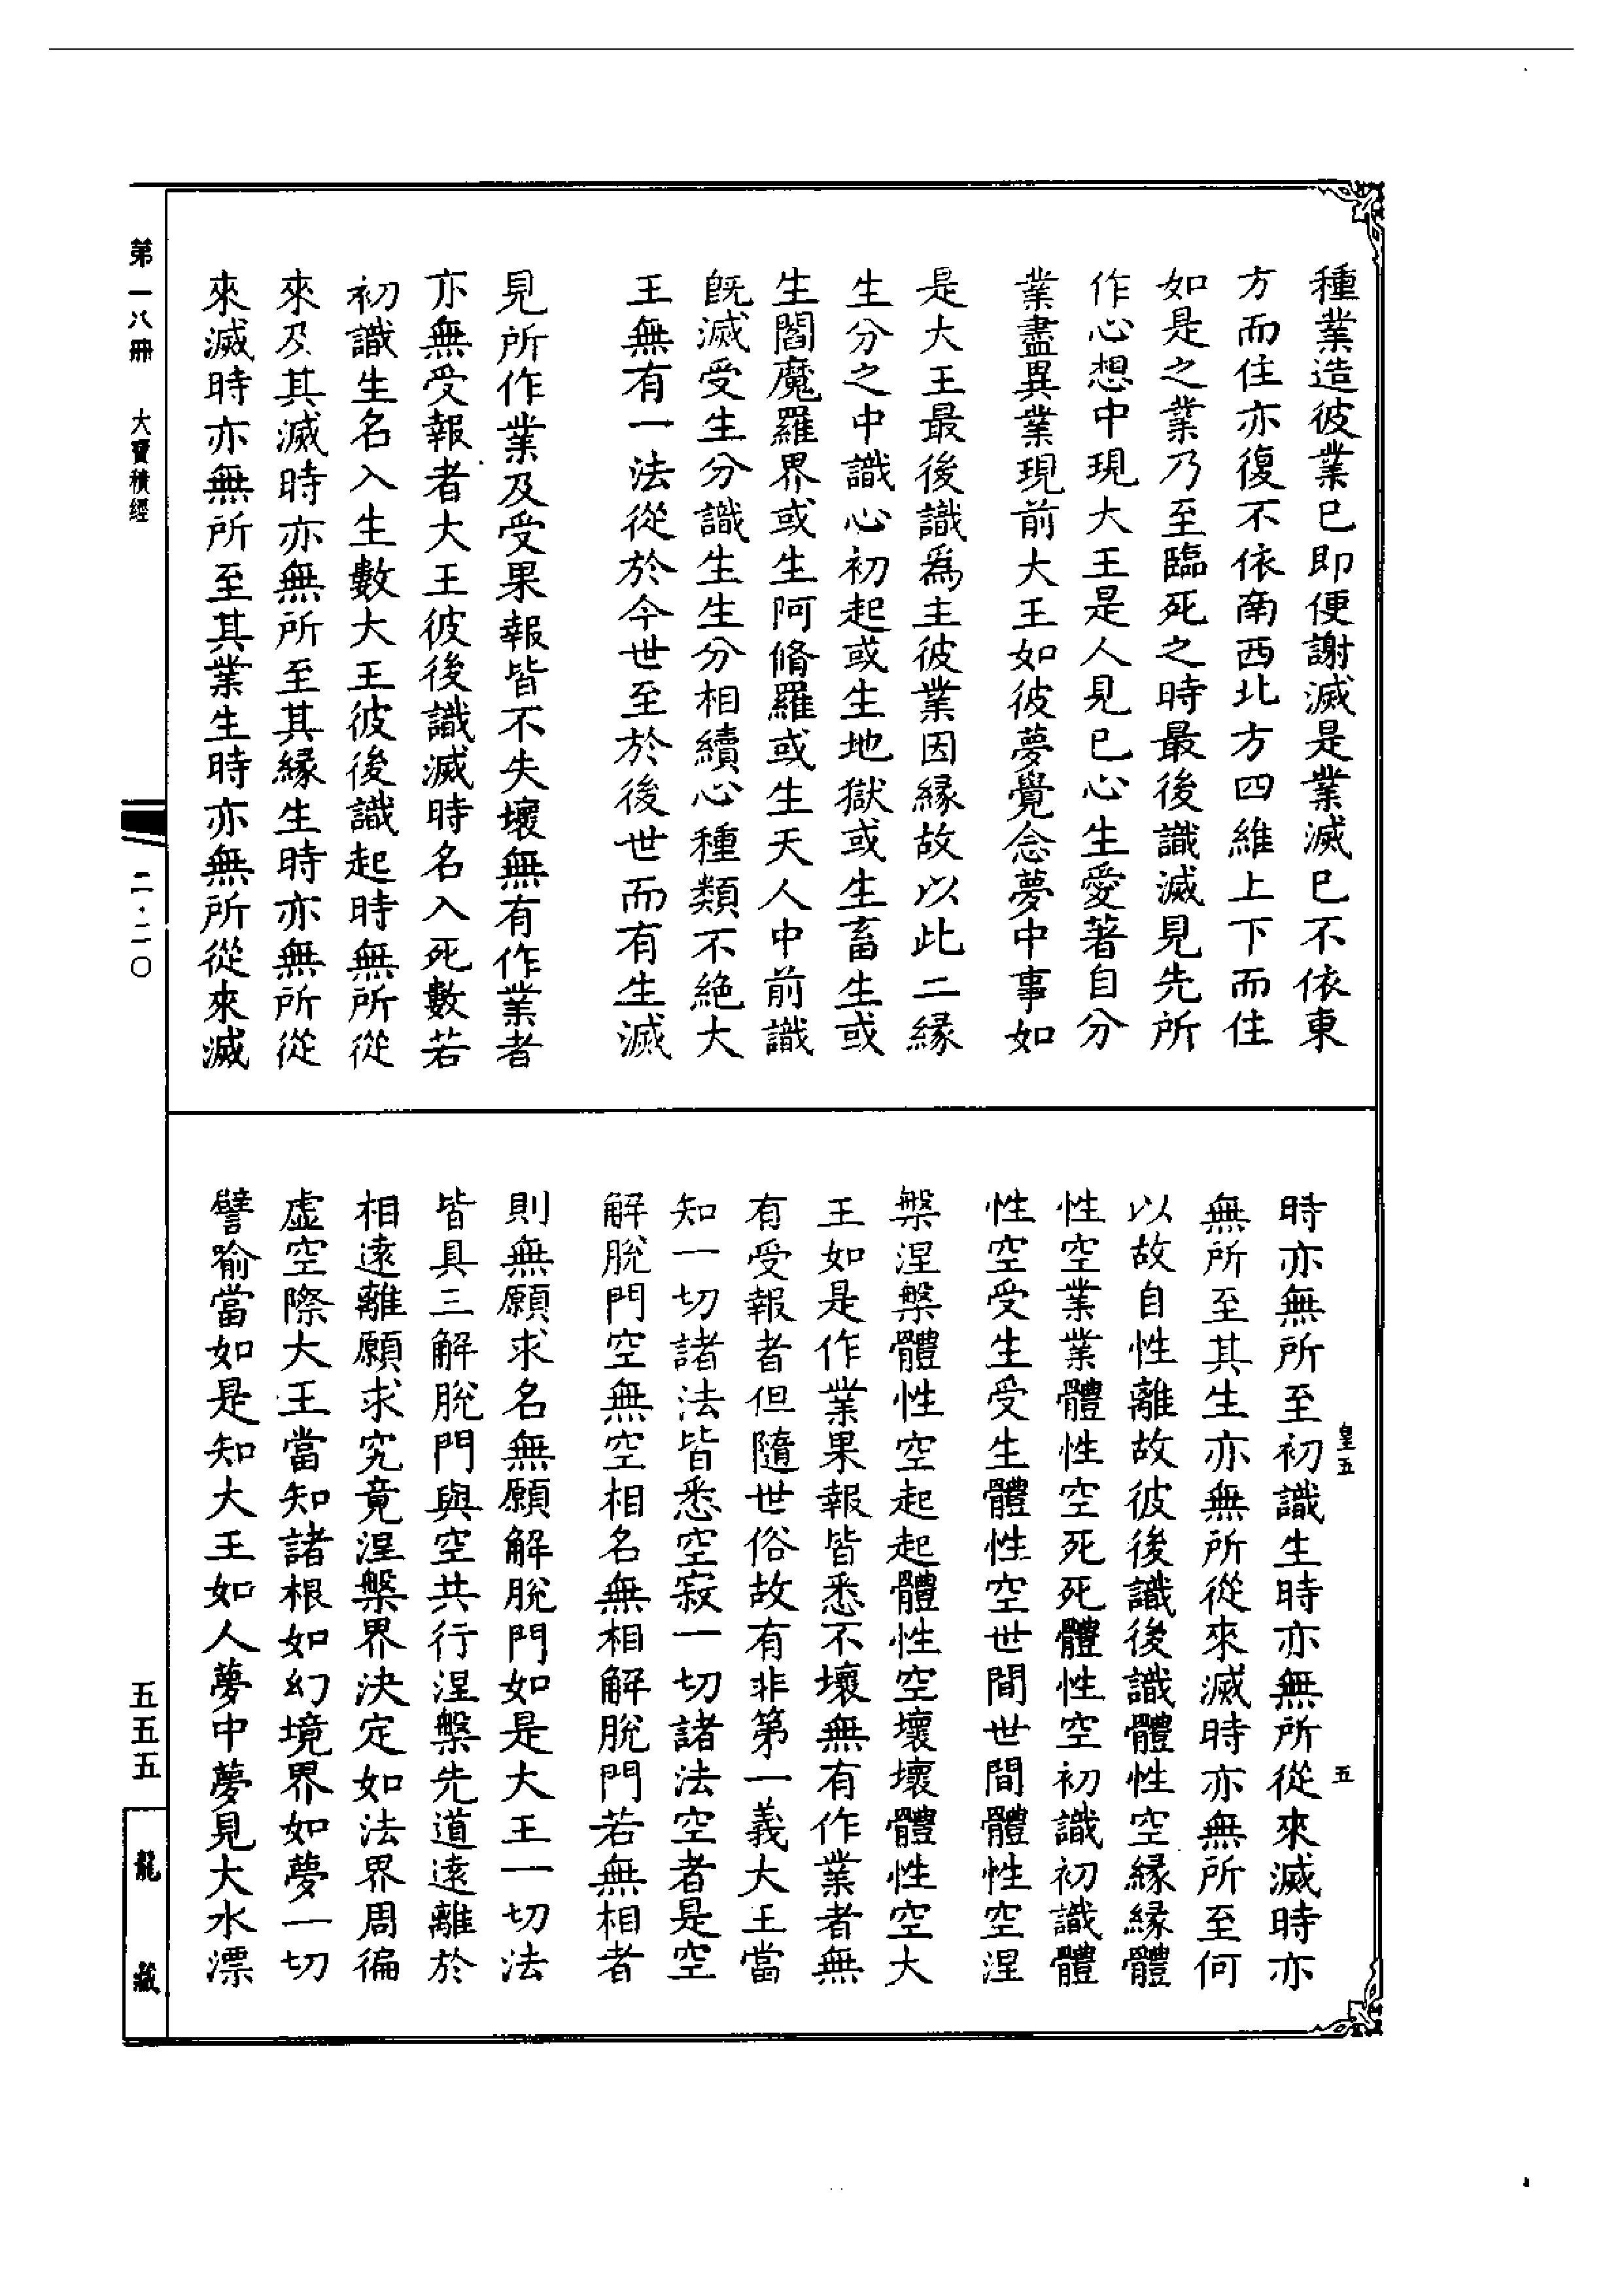 種業造彼業已即便謝滅是業滅已不依東
方而住亦復不依南西北方四維上下而住
如是之業乃至臨死之時最後識滅見先所
作心想中現大王是人見已心生愛著自分
業盡異業現前大王如彼夢覺念夢中事如
是大王最後識爲主彼業因緣故以此二緣
生分之中識心初起或生地獄或生畜生或
生閻魔羅界或生阿脩羅或生天人中前識
旣滅受生分識生生分相續心種類不絶大
王無有一法從於今世至於後世而有生滅
見所作業及受果報皆不失壞無有作業者
亦無受報者大王彼後識滅時名入死數若
初識生名入生數大王彼後識起時無所從
來及其滅時亦無所至其緣生時亦無所從
來滅時亦無所至其業生時亦無所從來滅
皇五
五
時亦無所至初識生時亦無所從來滅時亦
無所至其生亦無所從來滅時亦無所至何
以故自性離故彼後識後識體性空緣緣體
性空業業體性空死死體性空初識初識體
性空受生受生體性空世間世間體性空涅
槃涅槃體性空起起體性空壞壞體性空大
王如是作業果報皆悉不壞無有作業者無
有受報者但隨世俗故有非第一義大王當
知一切諸法皆悉空寂一切諸法空者是空
解脫門空無空相名無相解脫門若無相者
則無願求名無願解脫門如是大王一切法
皆具三解脫門與空共行涅槃先道遠離於
相遠離願求究竟涅槃界決定如法界周徧
虛空際大王當知諸根如幻境界如夢一切
譬喻當如是知大王如人夢中夢見大水漂
第一八冊 大寶積經
二·二〇
五五五
龍藏